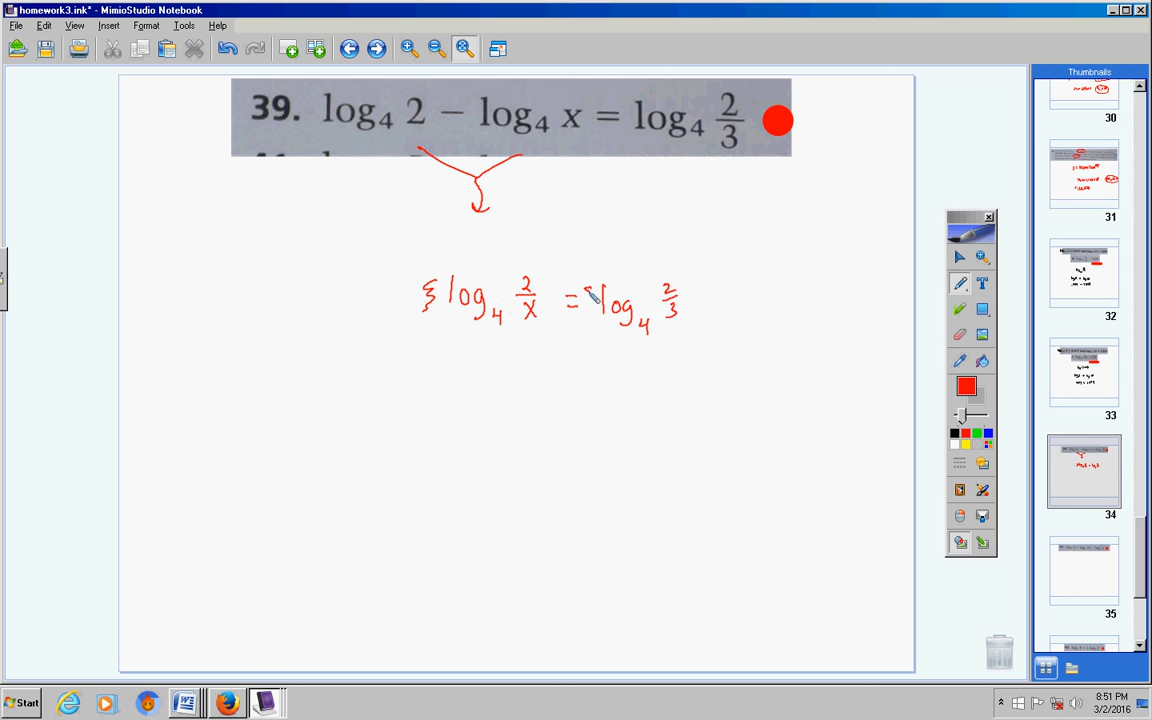 homework3.ink* - MimioStudio Notebook
File Edit View Insert Format Tools Help
39. log₄ 2 − log₄ x = log₄ 2/3
log₄ 2/x = log₄ 2/3
Thumbnails
30
31
32
33
34
35
T
Start
8:51 PM
3/2/2016